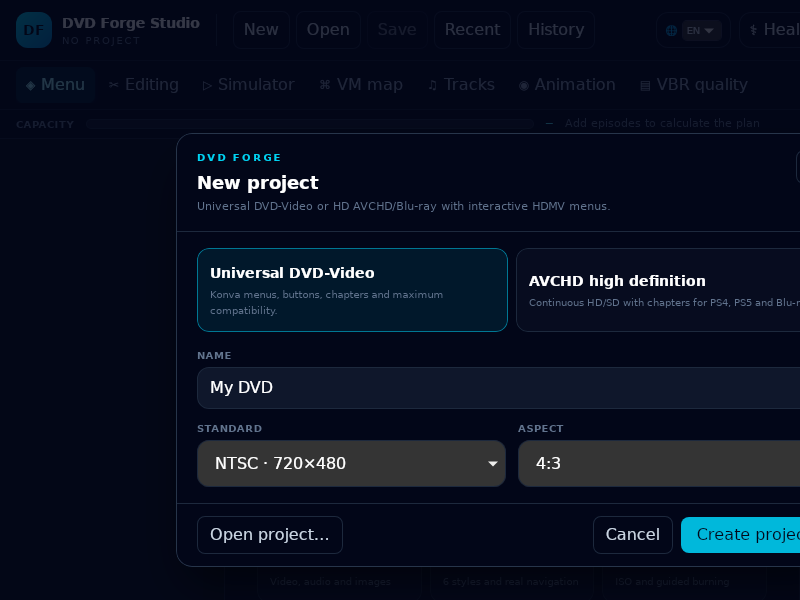 DF
DVD Forge Studio
NO PROJECT
New
Open
Save
Recent
History
🌐 EN
⚕ Heal
◈ Menu
✂ Editing
▷ Simulator
⌘ VM map
♫ Tracks
◉ Animation
▤ VBR quality
CAPACITY
— Add episodes to calculate the plan
DVD FORGE
New project
Universal DVD-Video or HD AVCHD/Blu-ray with interactive HDMV menus.
Universal DVD-Video
Konva menus, buttons, chapters and maximum
compatibility.
AVCHD high definition
Continuous HD/SD with chapters for PS4, PS5 and Blu-r
NAME
My DVD
STANDARD
ASPECT
NTSC · 720×480
4:3
Open project...
Cancel
Create projec
Video, audio and images
6 styles and real navigation
ISO and guided burning